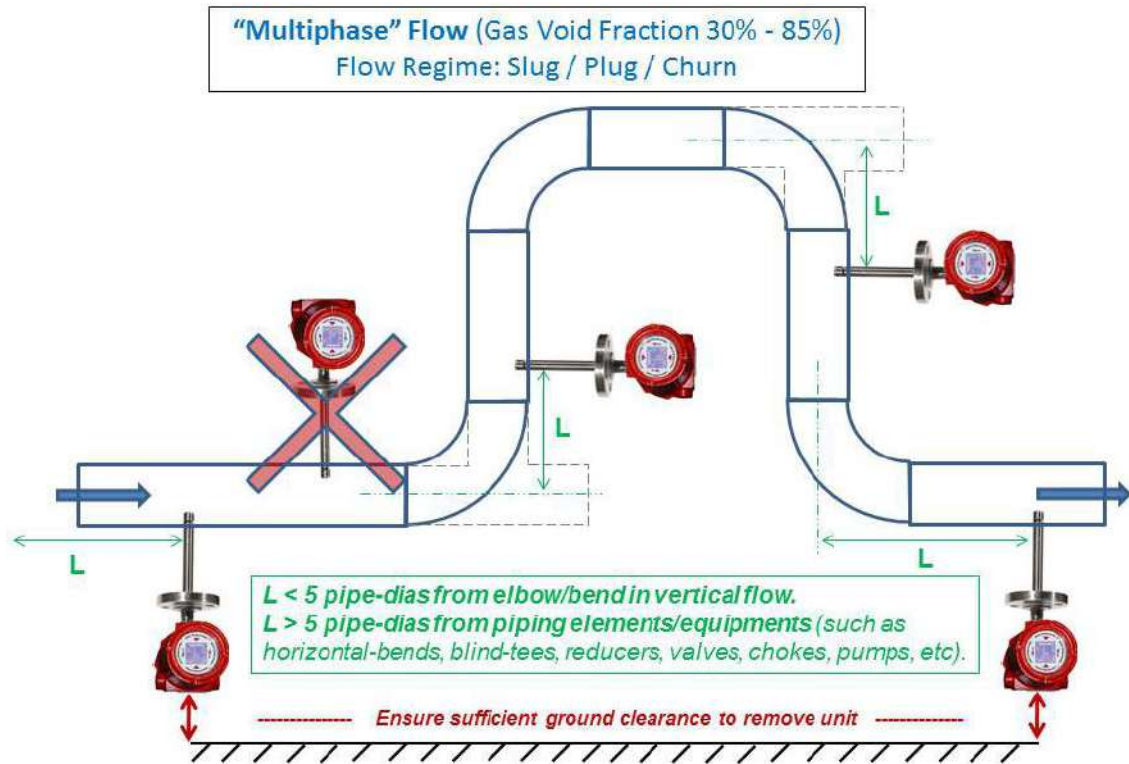 “Multiphase” Flow (Gas Void Fraction 30% - 85%)
Flow Regime: Slug / Plug / Churn
L
L
L
L
L < 5 pipe-dias from elbow/bend in vertical flow.
L > 5 pipe-dias from piping elements/equipments (such as
horizontal-bends, blind-tees, reducers, valves, chokes, pumps, etc).
-------------- Ensure sufficient ground clearance to remove unit --------------